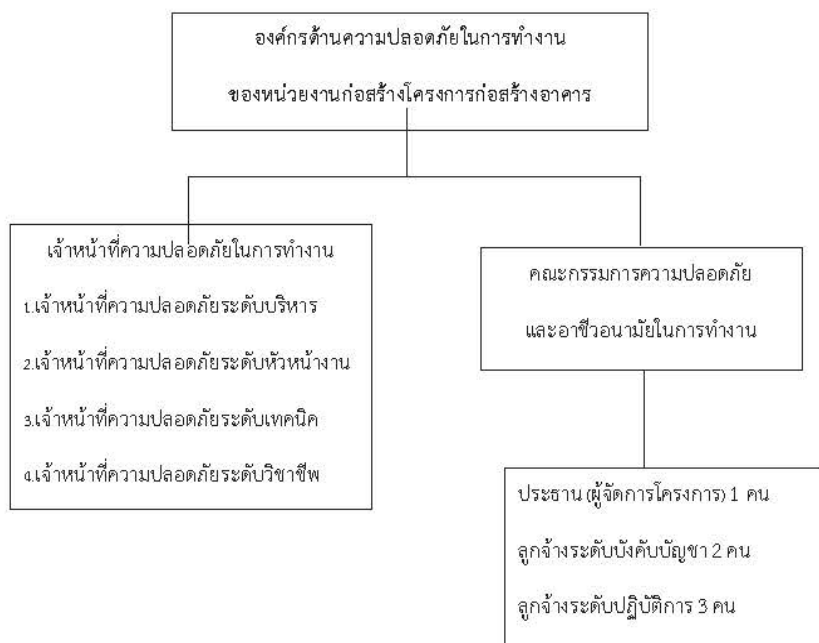 องค์กรด้านความปลอดภัยในการทำงาน
ของหน่วยงานก่อสร้างโครงการก่อสร้างอาคาร
เจ้าหน้าที่ความปลอดภัยในการทำงาน
1.เจ้าหน้าที่ความปลอดภัยระดับบริหาร
2.เจ้าหน้าที่ความปลอดภัยระดับหัวหน้างาน
3.เจ้าหน้าที่ความปลอดภัยระดับเทคนิค
4.เจ้าหน้าที่ความปลอดภัยระดับวิชาชีพ
คณะกรรมการความปลอดภัย
และอาชีวอนามัยในการทำงาน
ประธาน (ผู้จัดการโครงการ) 1 คน
ลูกจ้างระดับบังคับบัญชา 2 คน
ลูกจ้างระดับปฏิบัติการ 3 คน